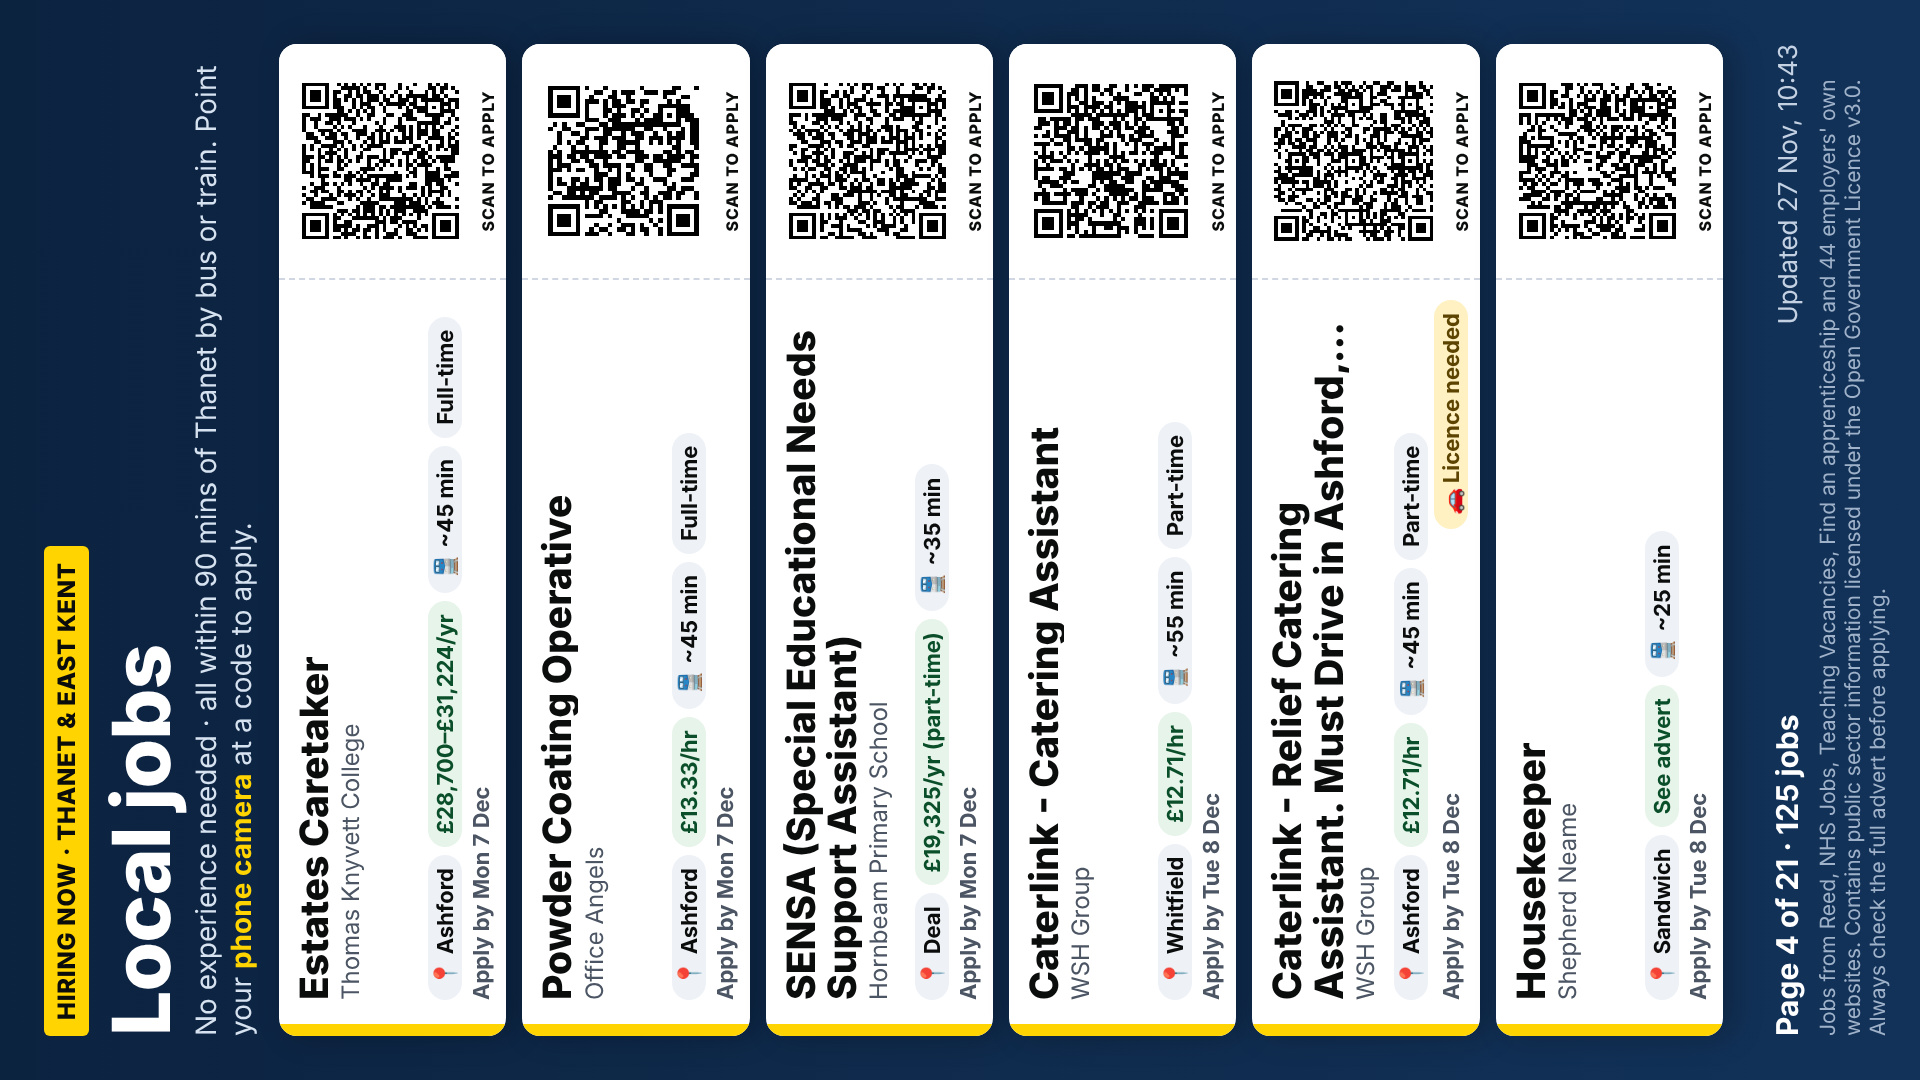 HIRING NOW · THANET & EAST KENT
Local jobs
No experience needed · all within 90 mins of Thanet by bus or train. Point
your phone camera at a code to apply.
Estates Caretaker
Thomas Knyvett College
Ashford
£28,700–£31,224/yr
~45 min
Full-time
Apply by Mon 7 Dec
SCAN TO APPLY
Powder Coating Operative
Office Angels
Ashford
£13.33/hr
~45 min
Full-time
Apply by Mon 7 Dec
SCAN TO APPLY
SENSA (Special Educational Needs
Support Assistant)
Hornbeam Primary School
Deal
£19,325/yr (part-time)
~35 min
Apply by Mon 7 Dec
SCAN TO APPLY
Caterlink - Catering Assistant
WSH Group
Whitfield
£12.71/hr
~55 min
Part-time
Apply by Tue 8 Dec
SCAN TO APPLY
Caterlink - Relief Catering
Assistant. Must Drive in Ashford,…
WSH Group
Ashford
£12.71/hr
~45 min
Part-time
Apply by Tue 8 Dec
Licence needed
SCAN TO APPLY
Housekeeper
Shepherd Neame
Sandwich
See advert
~25 min
Apply by Tue 8 Dec
SCAN TO APPLY
Page 4 of 21 · 125 jobs
Updated 27 Nov, 10:43
Jobs from Reed, NHS Jobs, Teaching Vacancies, Find an apprenticeship and 44 employers' own
websites. Contains public sector information licensed under the Open Government Licence v3.0.
Always check the full advert before applying.